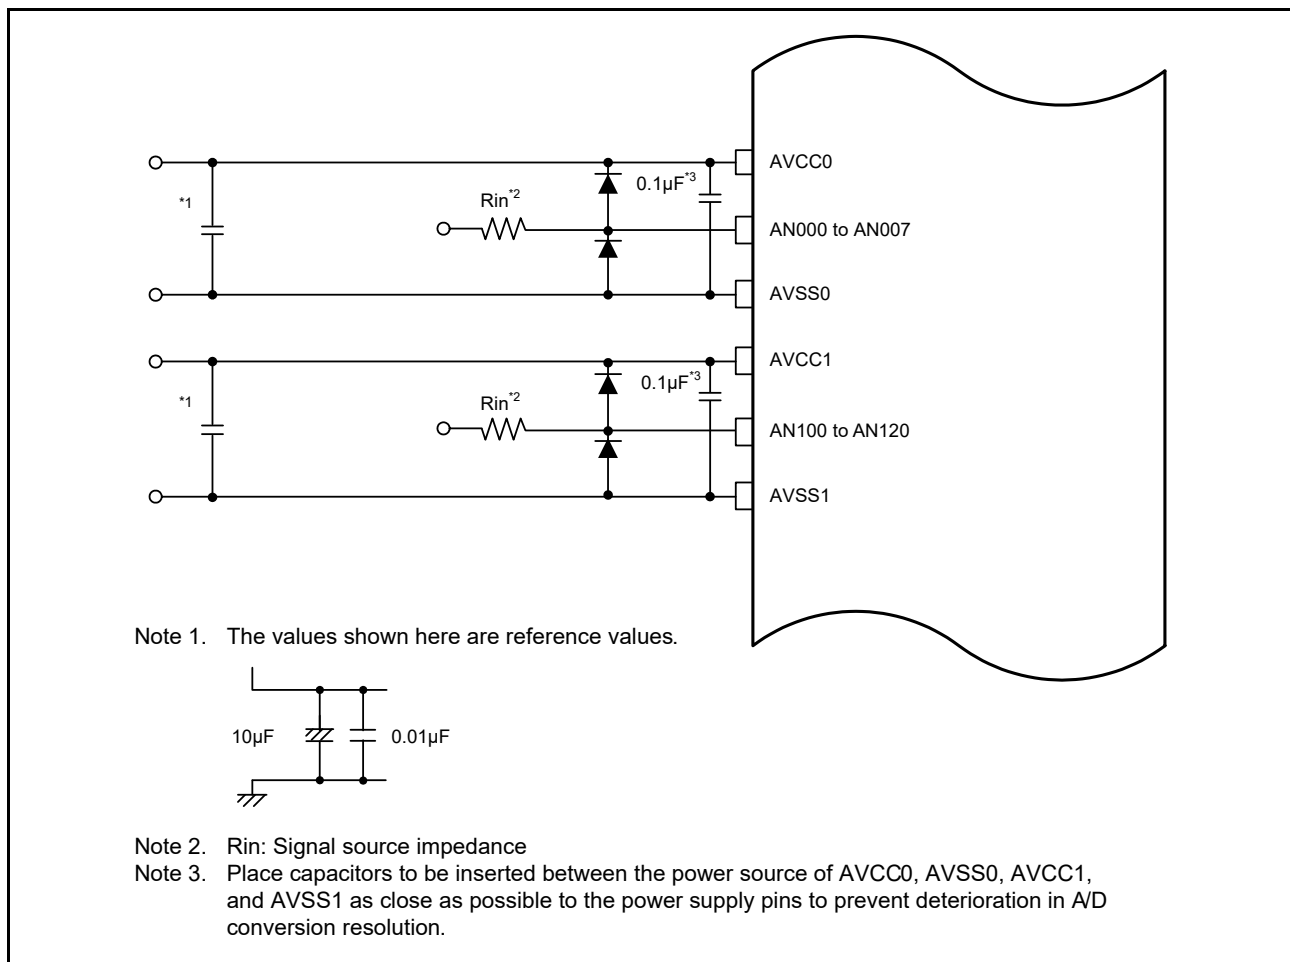 AVCC0
0.1µF*3
*1
Rin*2
AN000 to AN007
AVSS0
AVCC1
0.1µF*3
*1
Rin*2
AN100 to AN120
AVSS1
Note 1. The values shown here are reference values.
10µF
0.01µF
Note 2. Rin: Signal source impedance
Note 3. Place capacitors to be inserted between the power source of AVCC0, AVSS0, AVCC1,
and AVSS1 as close as possible to the power supply pins to prevent deterioration in A/D
conversion resolution.